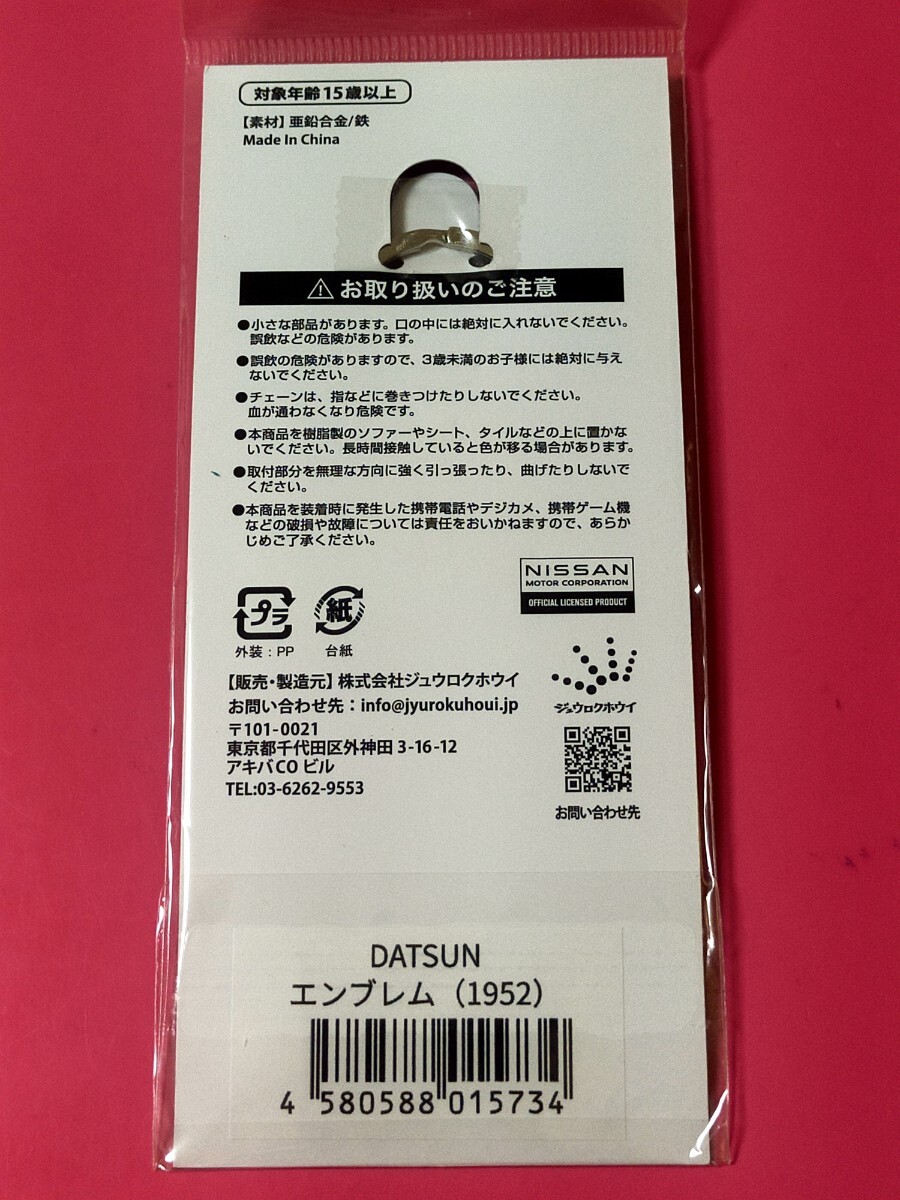 対象年齢15歳以上
【素材】亜鉛合金/鉄
Made In China
⚠お取り扱いのご注意
●小さな部品があります。口の中には絶対に入れないでください。
誤飲などの危険があります。
●誤飲の危険がありますので、3歳未満のお子様には絶対に与え
ないでください。
●チェーンは、指などに巻きつけたりしないでください。
血が通わなくなり危険です。
●本商品を樹脂製のソファーやシート、タイルなどの上に置かな
いでください。長時間接触していると色が移る場合があります。
●取付部分を無理な方向に強く引っ張ったり、曲げたりしないで
ください。
●本商品を装着時に発生した携帯電話やデジカメ、携帯ゲーム機
などの破損や故障については責任をおいかねますので、あらか
じめご了承ください。
NISSAN
MOTOR CORPORATION
OFFICIAL LICENSED PRODUCT
プラ
紙
外装：PP
台紙
【販売・製造元】株式会社ジュウロクホウイ
お問い合わせ先：info@jyurokuhoui.jp
〒101-0021
東京都千代田区外神田 3-16-12
アキバCO ビル
TEL:03-6262-9553
ジュウロクホウイ
お問い合わせ先
DATSUN
エンブレム（1952）
4 580588 015734